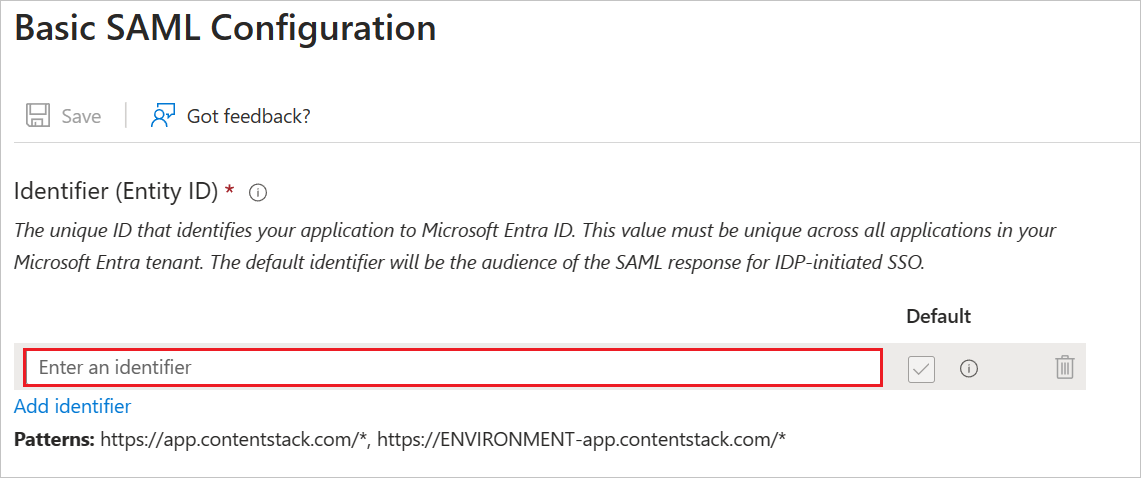 Basic SAML Configuration
Save
Got feedback?
Identifier (Entity ID) *
The unique ID that identifies your application to Microsoft Entra ID. This value must be unique across all applications in your
Microsoft Entra tenant. The default identifier will be the audience of the SAML response for IDP-initiated SSO.
Default
Enter an identifier
Add identifier
Patterns: https://app.contentstack.com/*, https://ENVIRONMENT-app.contentstack.com/*